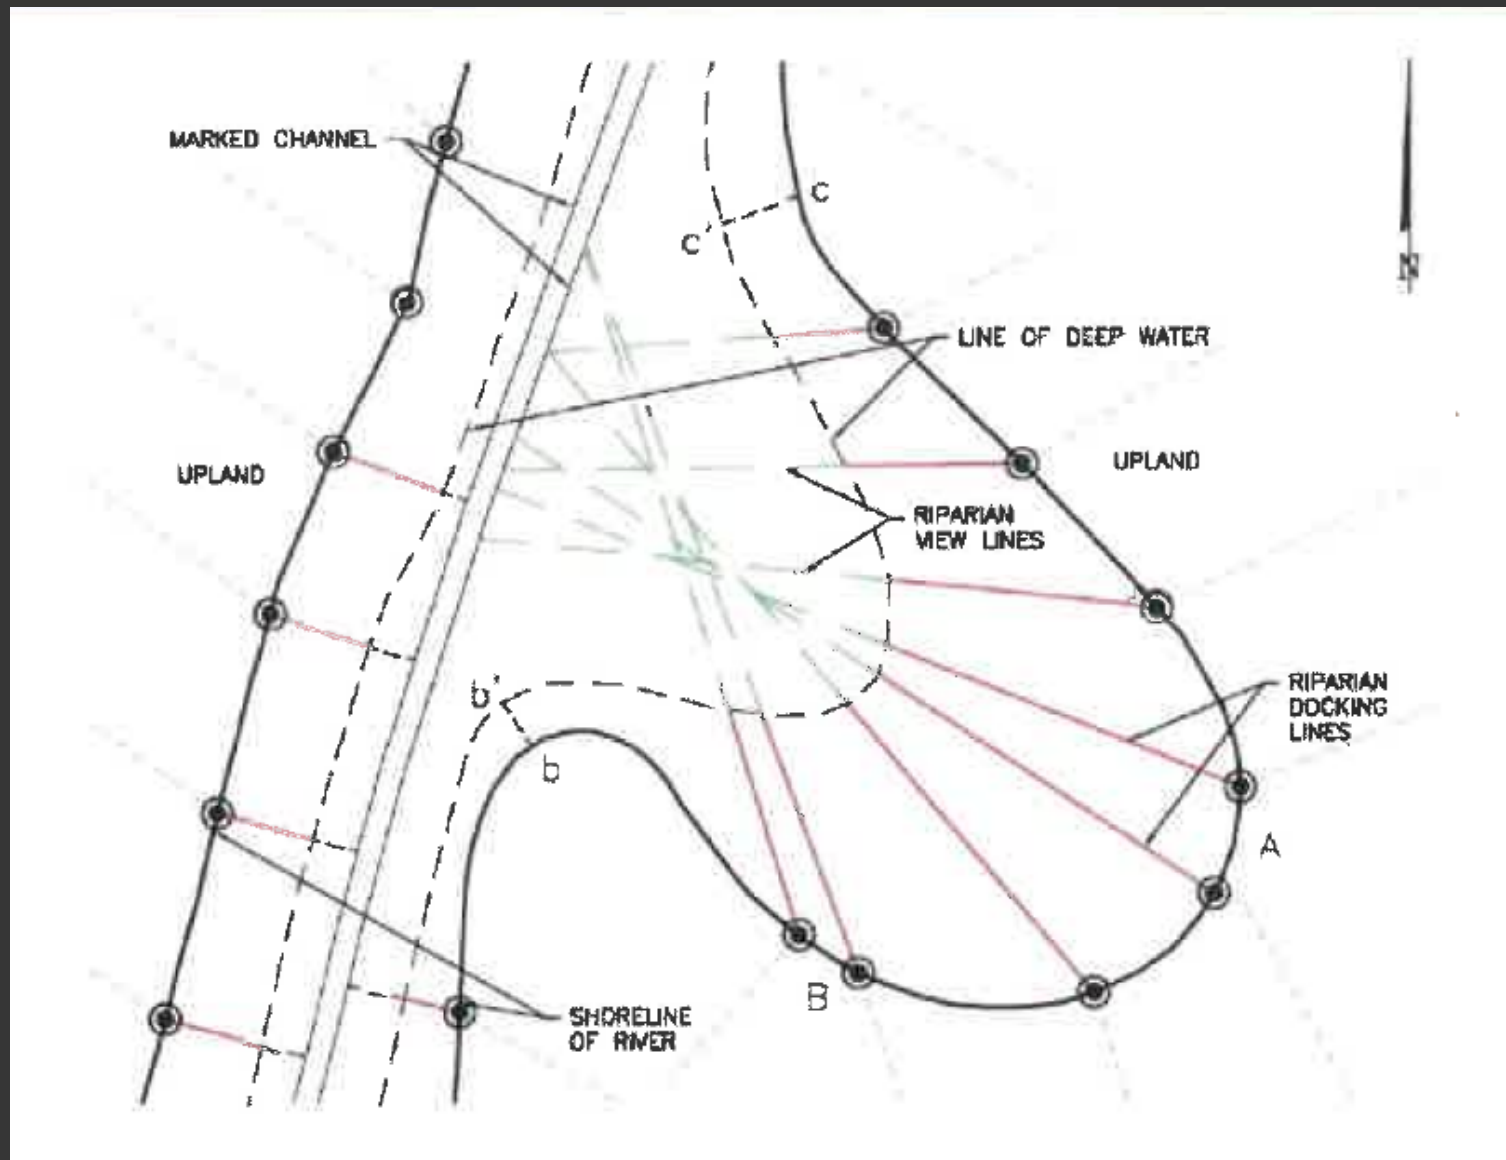 MARKED CHANNEL
c
c'
N
LINE OF DEEP WATER
UPLAND
UPLAND
RIPARIAN
VIEW LINES
b'
b
RIPARIAN
DOCKING
LINES
A
B
SHORELINE
OF RIVER